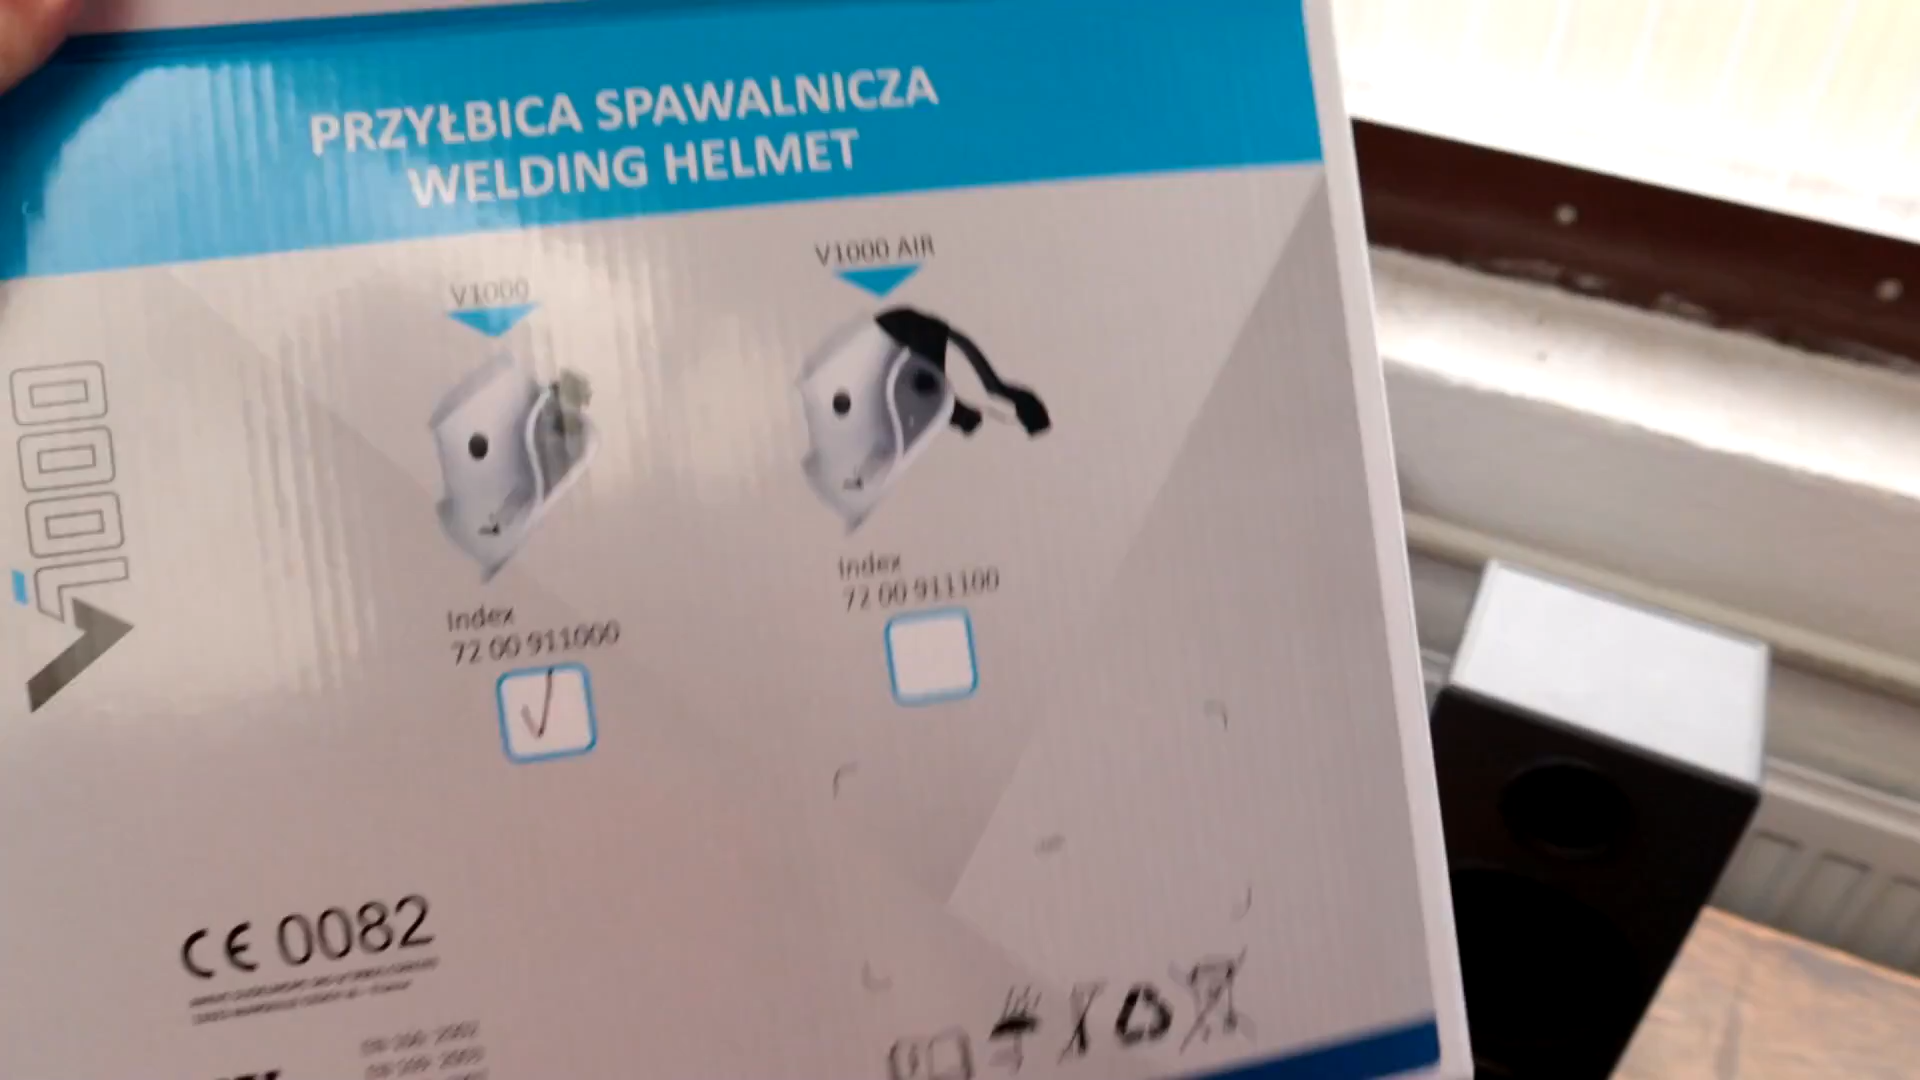 PRZYŁBICA SPAWALNICZA
WELDING HELMET
V1000
V1000 AIR
V1000
Index
72 00 911000
Index
72 00 911100
CE 0082